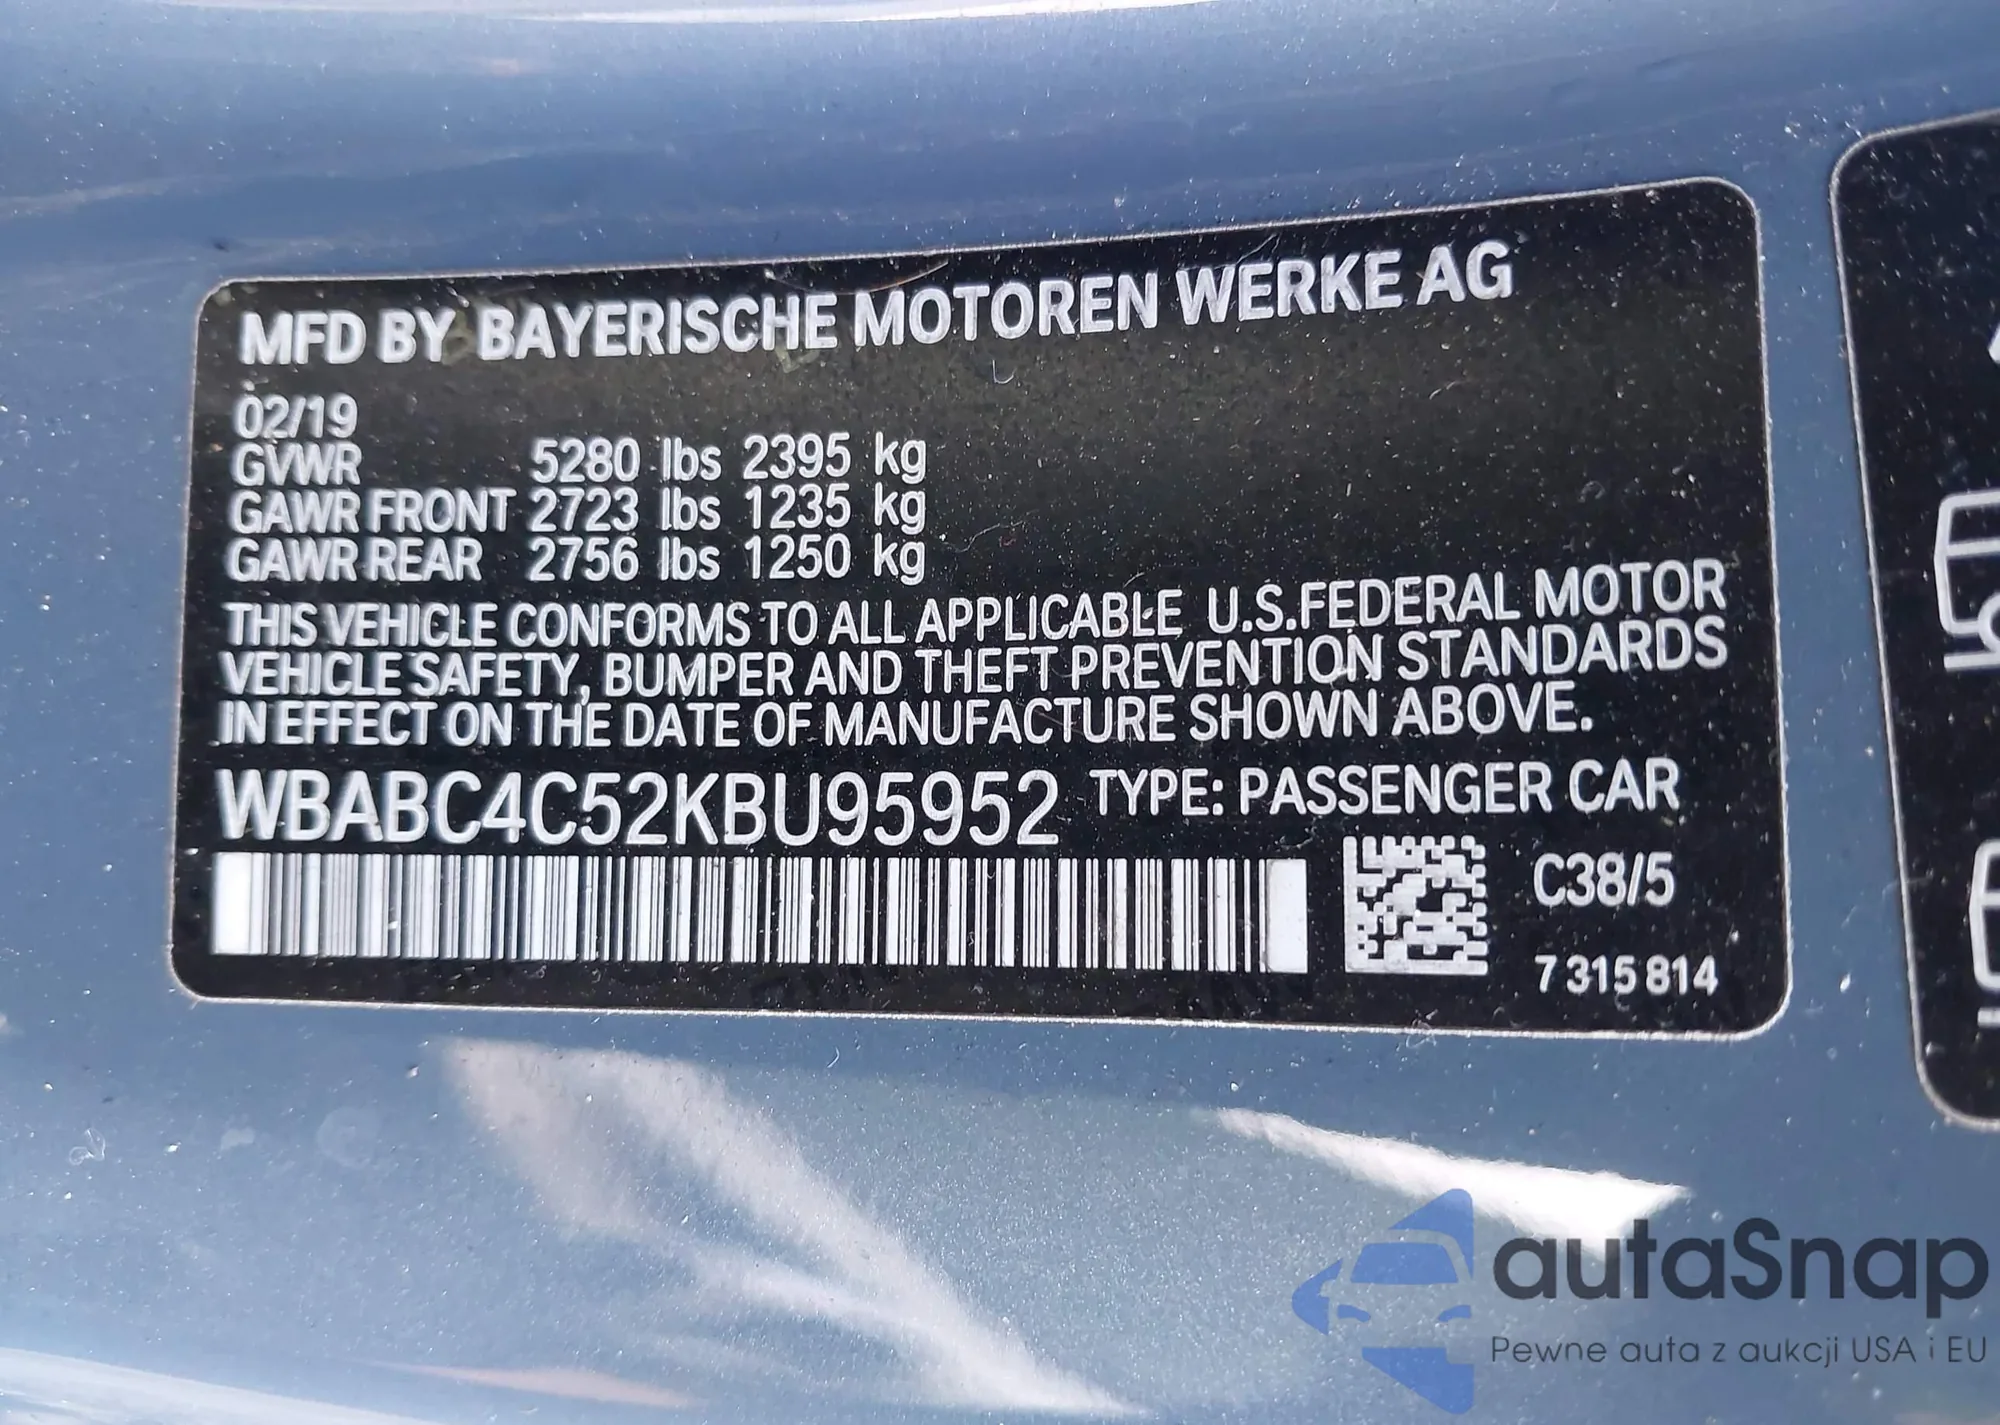 MFD BY BAYERISCHE MOTOREN WERKE AG
02/19
GVWR 5280 lbs 2395 kg
GAWR FRONT 2723 lbs 1235 kg
GAWR REAR 2756 lbs 1250 kg
THIS VEHICLE CONFORMS TO ALL APPLICABLE U.S.FEDERAL MOTOR
VEHICLE SAFETY, BUMPER AND THEFT PREVENTION STANDARDS
IN EFFECT ON THE DATE OF MANUFACTURE SHOWN ABOVE.
WBABC4C52KBU95952 TYPE: PASSENGER CAR
C38/5
7 315 814
autaSnap
Pewne auta z aukcji USA i EU